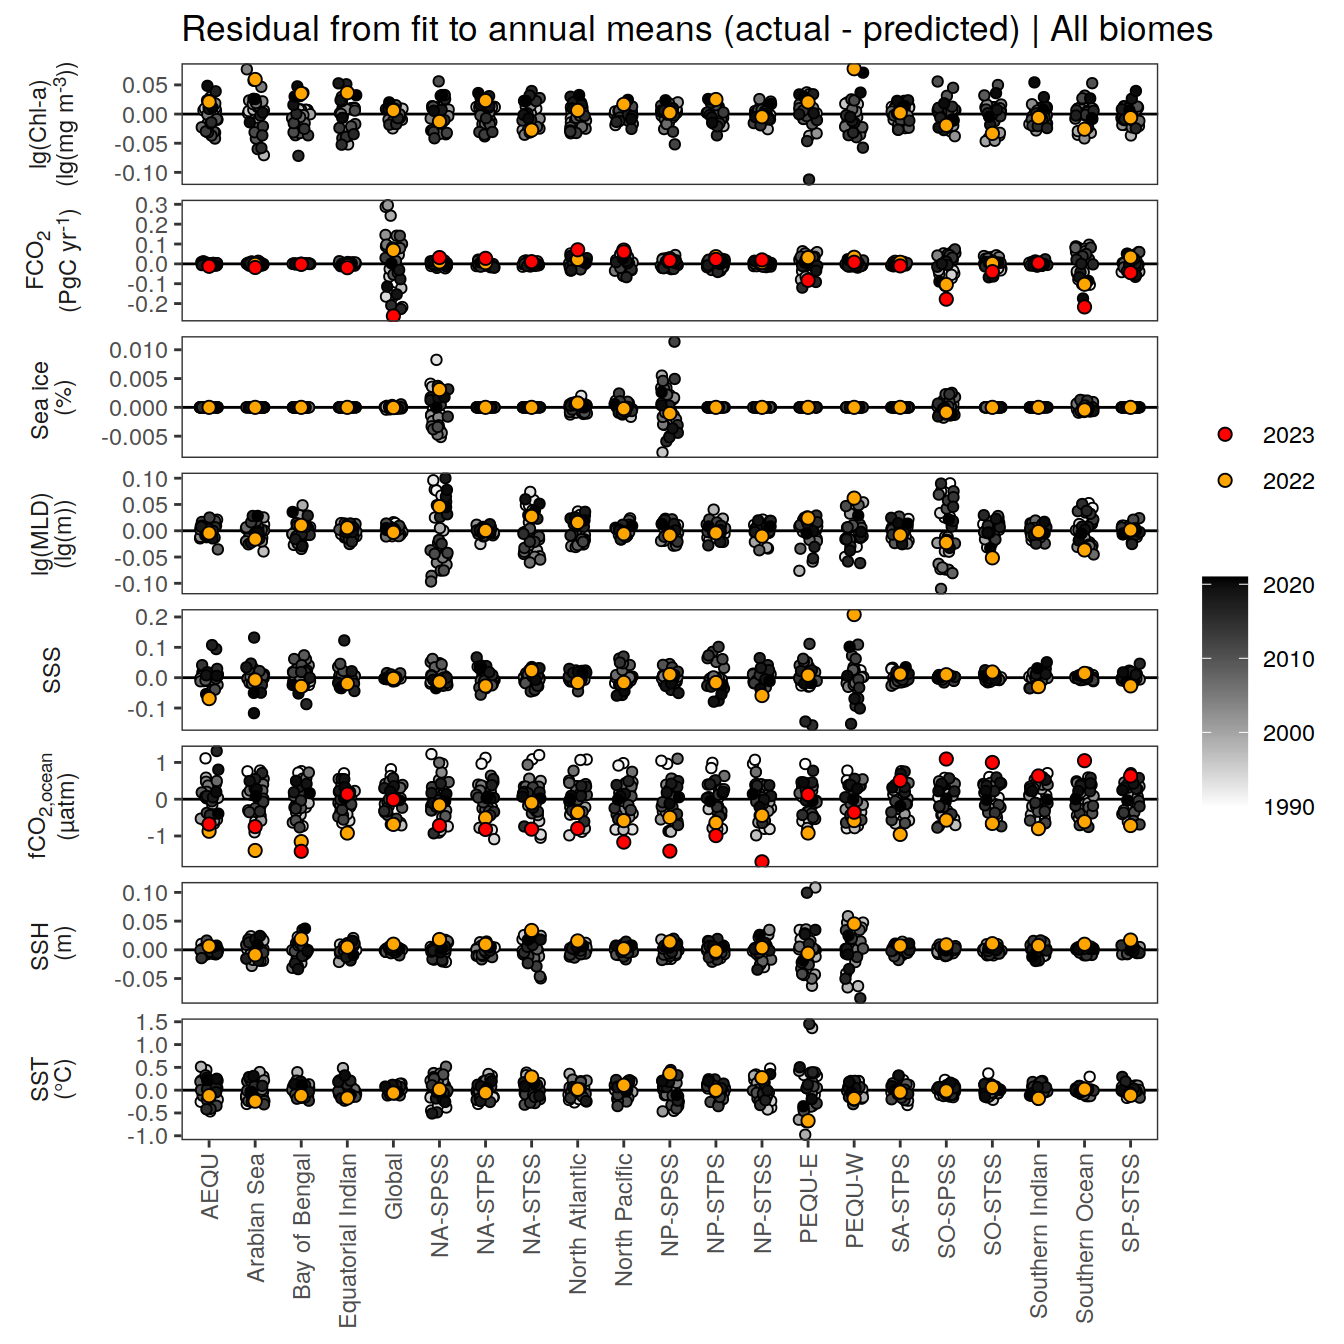 Residual from fit to annual means (actual - predicted) | All biomes
lg(Chl-a)
(lg(mg m⁻³))
0.05
0.00
-0.05
-0.10
FCO₂
(PgC yr⁻¹)
0.3
0.2
0.1
0.0
-0.1
-0.2
Sea ice
(%)
0.010
0.005
0.000
-0.005
lg(MLD)
(lg(m))
0.10
0.05
0.00
-0.05
-0.10
SSS
0.2
0.1
0.0
-0.1
fCO₂,ocean
(µatm)
1
0
-1
SSH
(m)
0.10
0.05
0.00
-0.05
SST
(°C)
1.5
1.0
0.5
0.0
-0.5
-1.0
AEQU
Arabian Sea
Bay of Bengal
Equatorial Indian
Global
NA-SPSS
NA-STPS
NA-STSS
North Atlantic
North Pacific
NP-SPSS
NP-STPS
NP-STSS
PEQU-E
PEQU-W
SA-STPS
SO-SPSS
SO-STSS
Southern Indian
Southern Ocean
SP-STSS
2023
2022
2020
2010
2000
1990